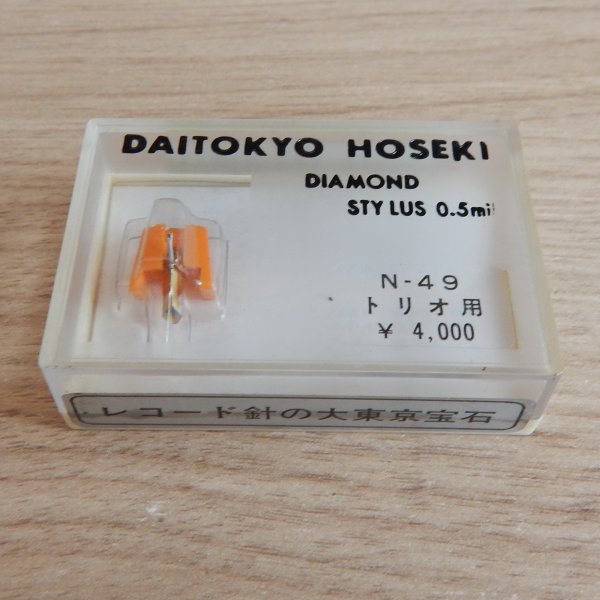 DAITOKYO HOSEKI
DIAMOND
STYLUS 0.5mil
N-49
トリオ用
¥ 4,000
レコード針の大東京宝石